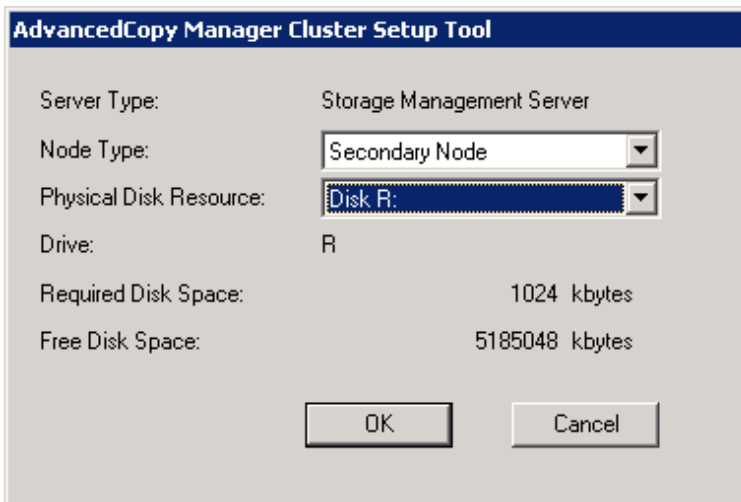 AdvancedCopy Manager Cluster Setup Tool
Server Type: Storage Management Server
Node Type: Secondary Node
Physical Disk Resource: Disk R:
Drive: R
Required Disk Space: 1024 kbytes
Free Disk Space: 5185048 kbytes
OK Cancel